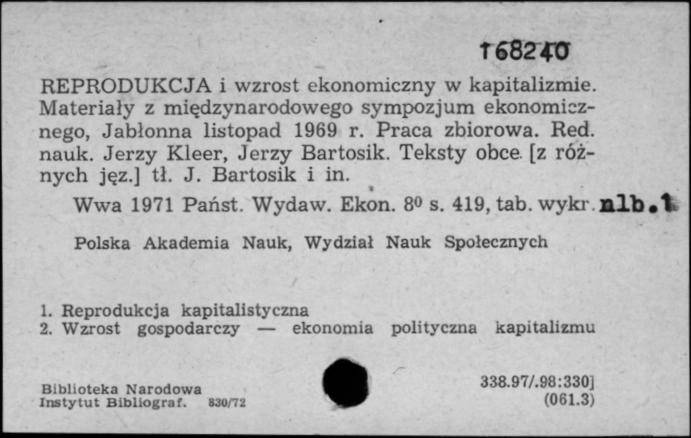 T68240
REPRODUKCJA i wzrost ekonomiczny w kapitalizmie.
Materiały z międzynarodowego sympozjum ekonomicz-
nego, Jabłonna listopad 1969 r. Praca zbiorowa. Red.
nauk. Jerzy Kleer, Jerzy Bartosik. Teksty obce [z róż-
nych jęz.] tł. J. Bartosik i in.
Wwa 1971 Państ. Wydaw. Ekon. 8⁰ s. 419, tab. wykr. nlb.1
Polska Akademia Nauk, Wydział Nauk Społecznych
1. Reprodukcja kapitalistyczna
2. Wzrost gospodarczy — ekonomia polityczna kapitalizmu
338.97/.98:330]
Biblioteka Narodowa
Instytut Bibliograf. 830/72
(061.3)